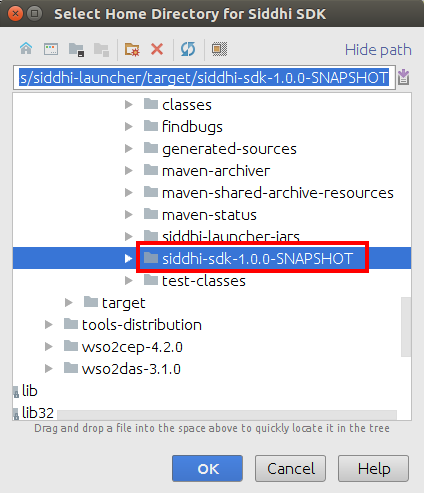 Select Home Directory for Siddhi SDK
Hide path
s/siddhi-launcher/target/siddhi-sdk-1.0.0-SNAPSHOT
classes
findbugs
generated-sources
maven-archiver
maven-shared-archive-resources
maven-status
siddhi-launcher-jars
siddhi-sdk-1.0.0-SNAPSHOT
test-classes
target
tools-distribution
wso2cep-4.2.0
wso2das-3.1.0
lib
lib32
Drag and drop a file into the space above to quickly locate it in the tree
OK
Cancel
Help